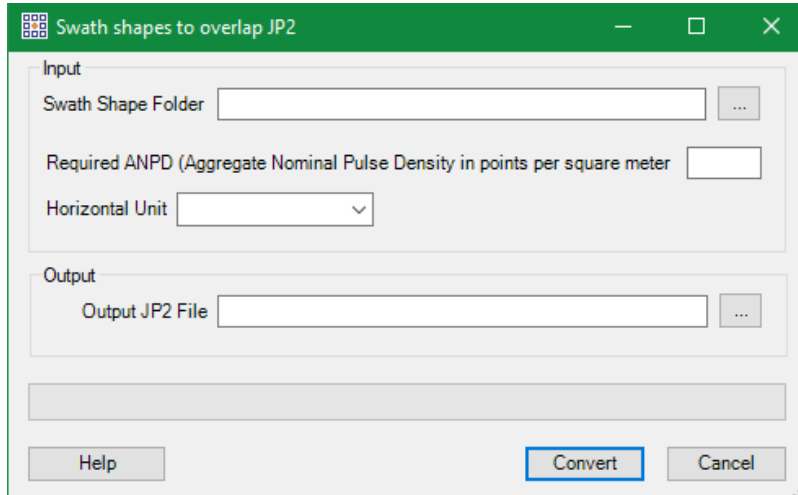 Swath shapes to overlap JP2
Input
Swath Shape Folder ...
Required ANPD (Aggregate Nominal Pulse Density in points per square meter
Horizontal Unit
Output
Output JP2 File ...
Help Convert Cancel